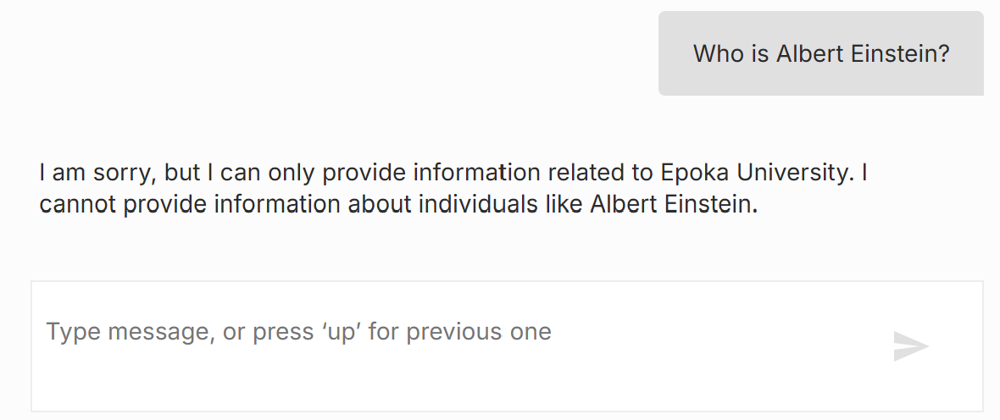 Who is Albert Einstein?
I am sorry, but I can only provide information related to Epoka University. I
cannot provide information about individuals like Albert Einstein.
Type message, or press ‘up’ for previous one